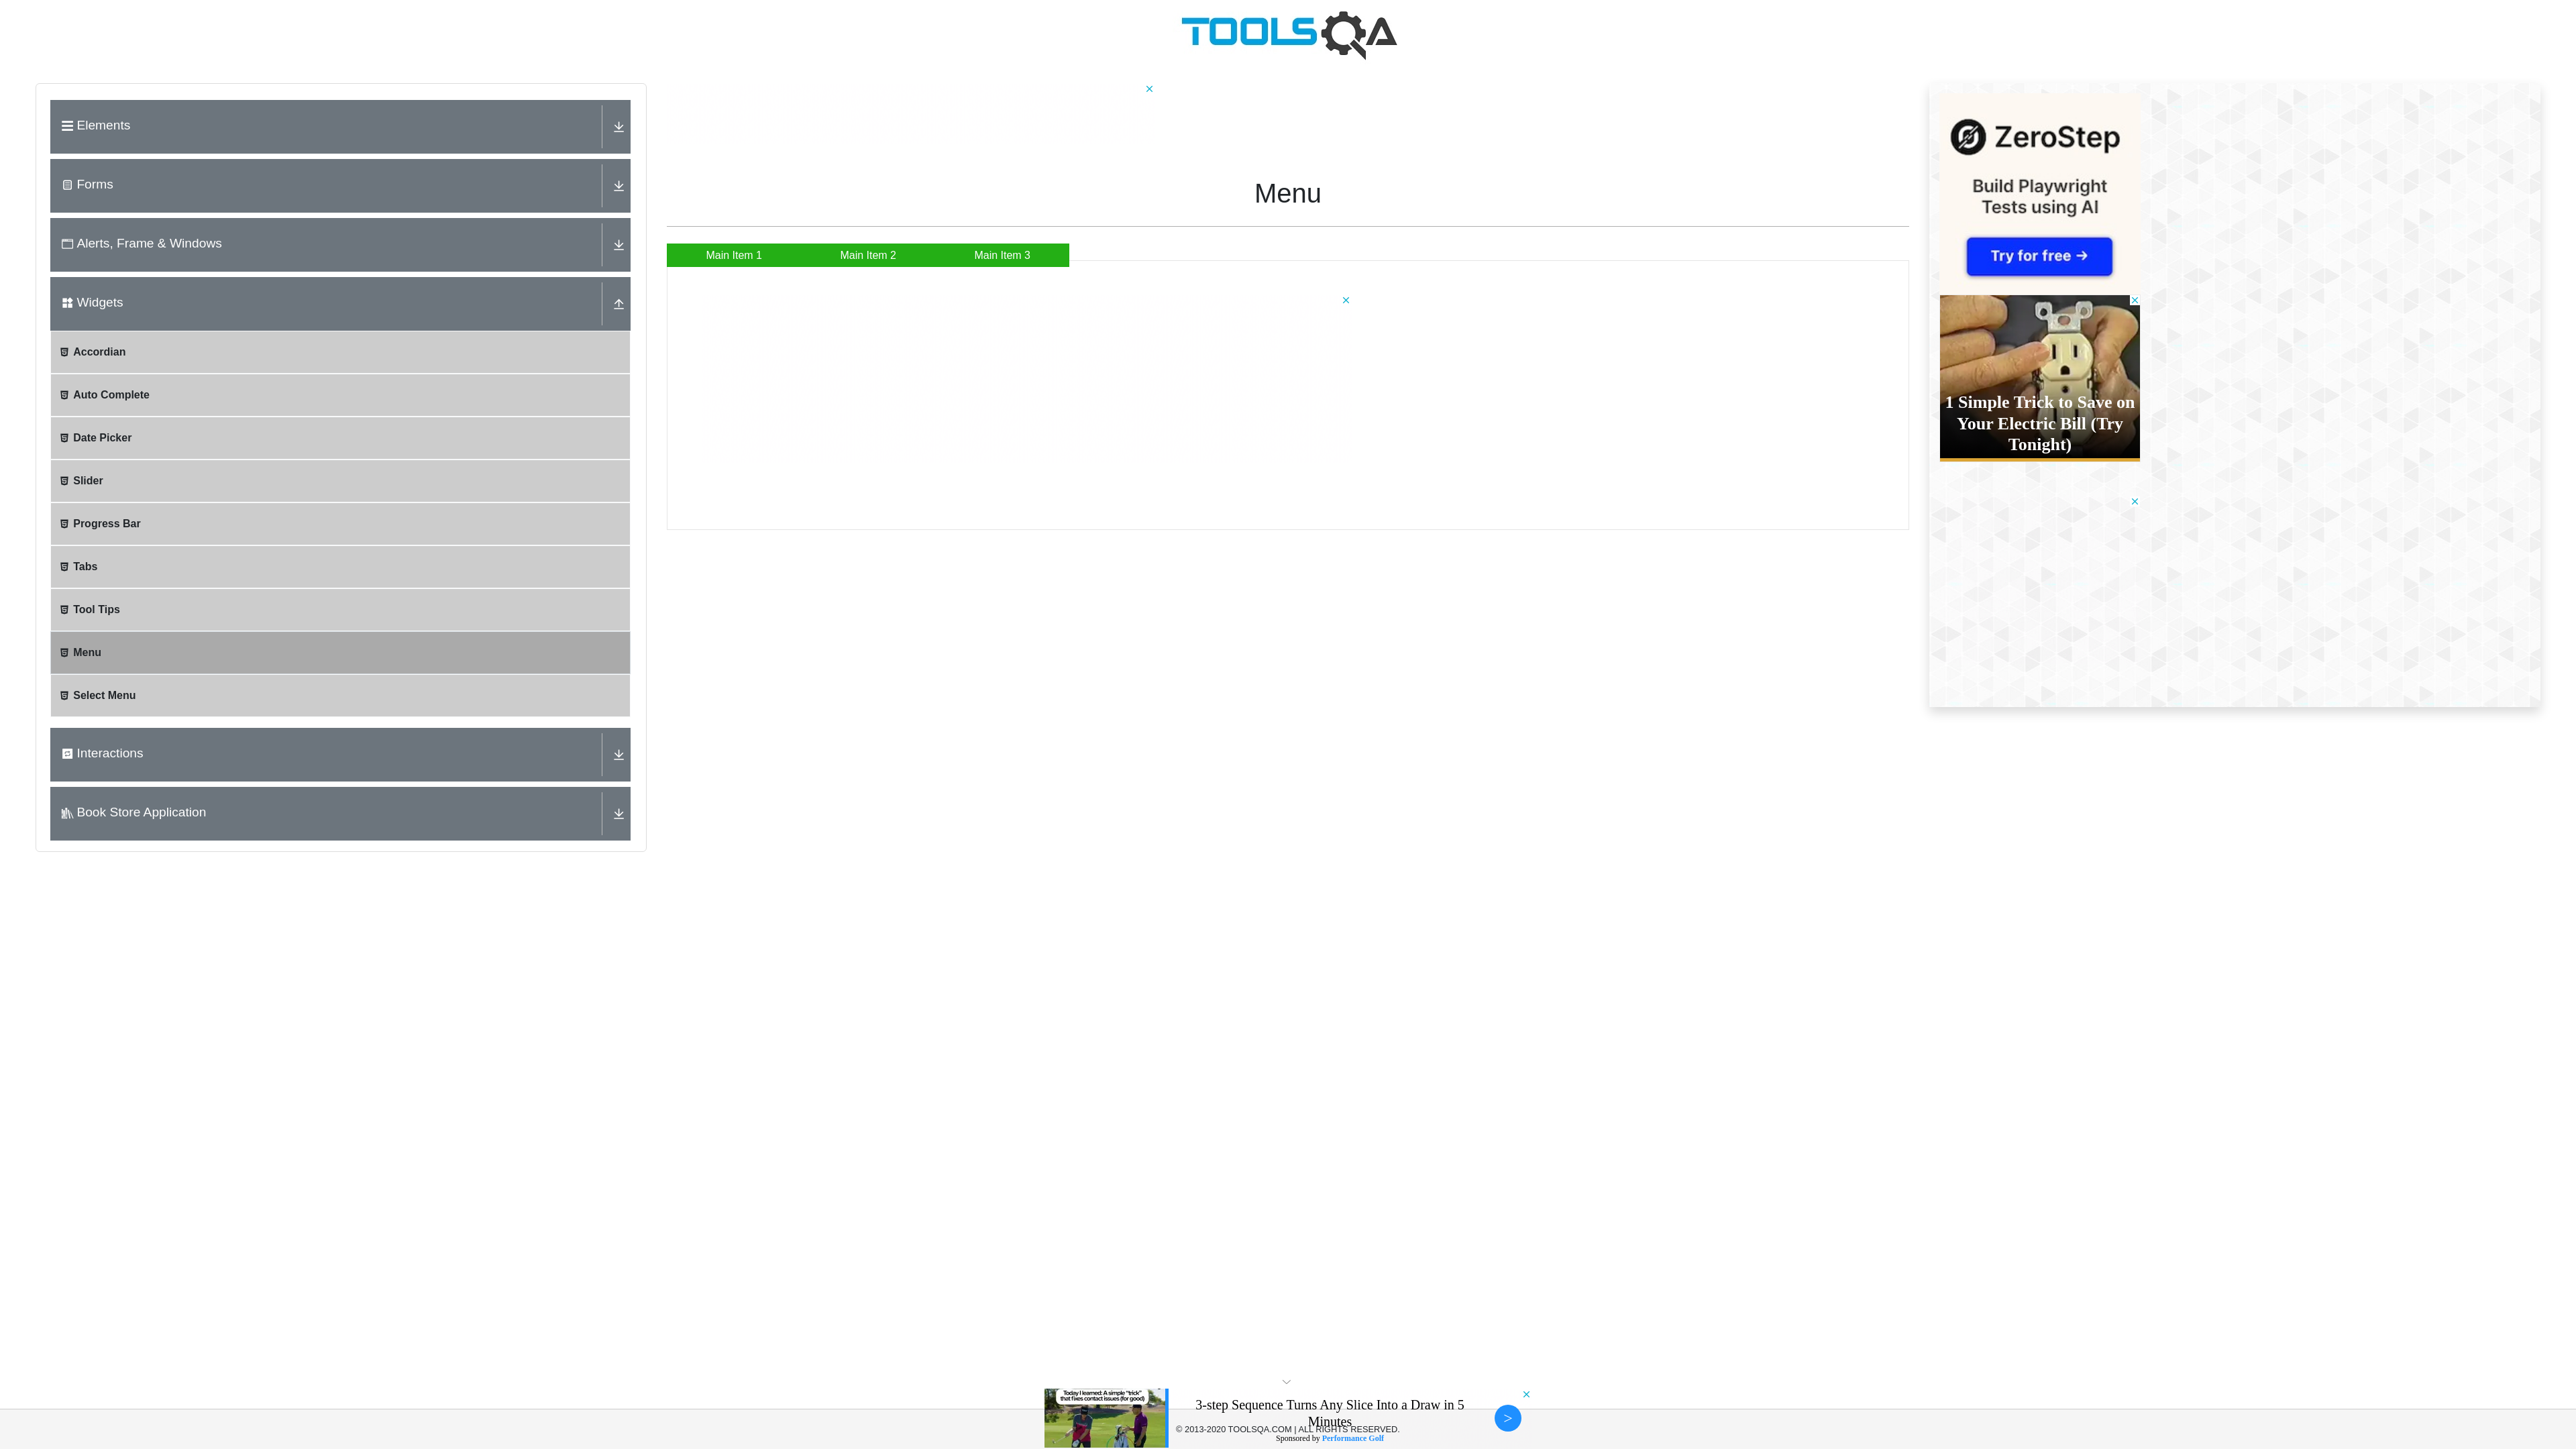 TOOLSQA
Elements
Forms
Alerts, Frame & Windows
Widgets
Accordian
Auto Complete
Date Picker
Slider
Progress Bar
Tabs
Tool Tips
Menu
Select Menu
Interactions
Book Store Application
Menu
Main Item 1
Main Item 2
Main Item 3
ZeroStep
Build Playwright
Tests using AI
Try for free →
1 Simple Trick to Save on
Your Electric Bill (Try
Tonight)
Today I learned: A simple "trick"
that fixes contact issues (for good)
3-step Sequence Turns Any Slice Into a Draw in 5
Minutes
© 2013-2020 TOOLSQA.COM | ALL RIGHTS RESERVED.
Sponsored by Performance Golf